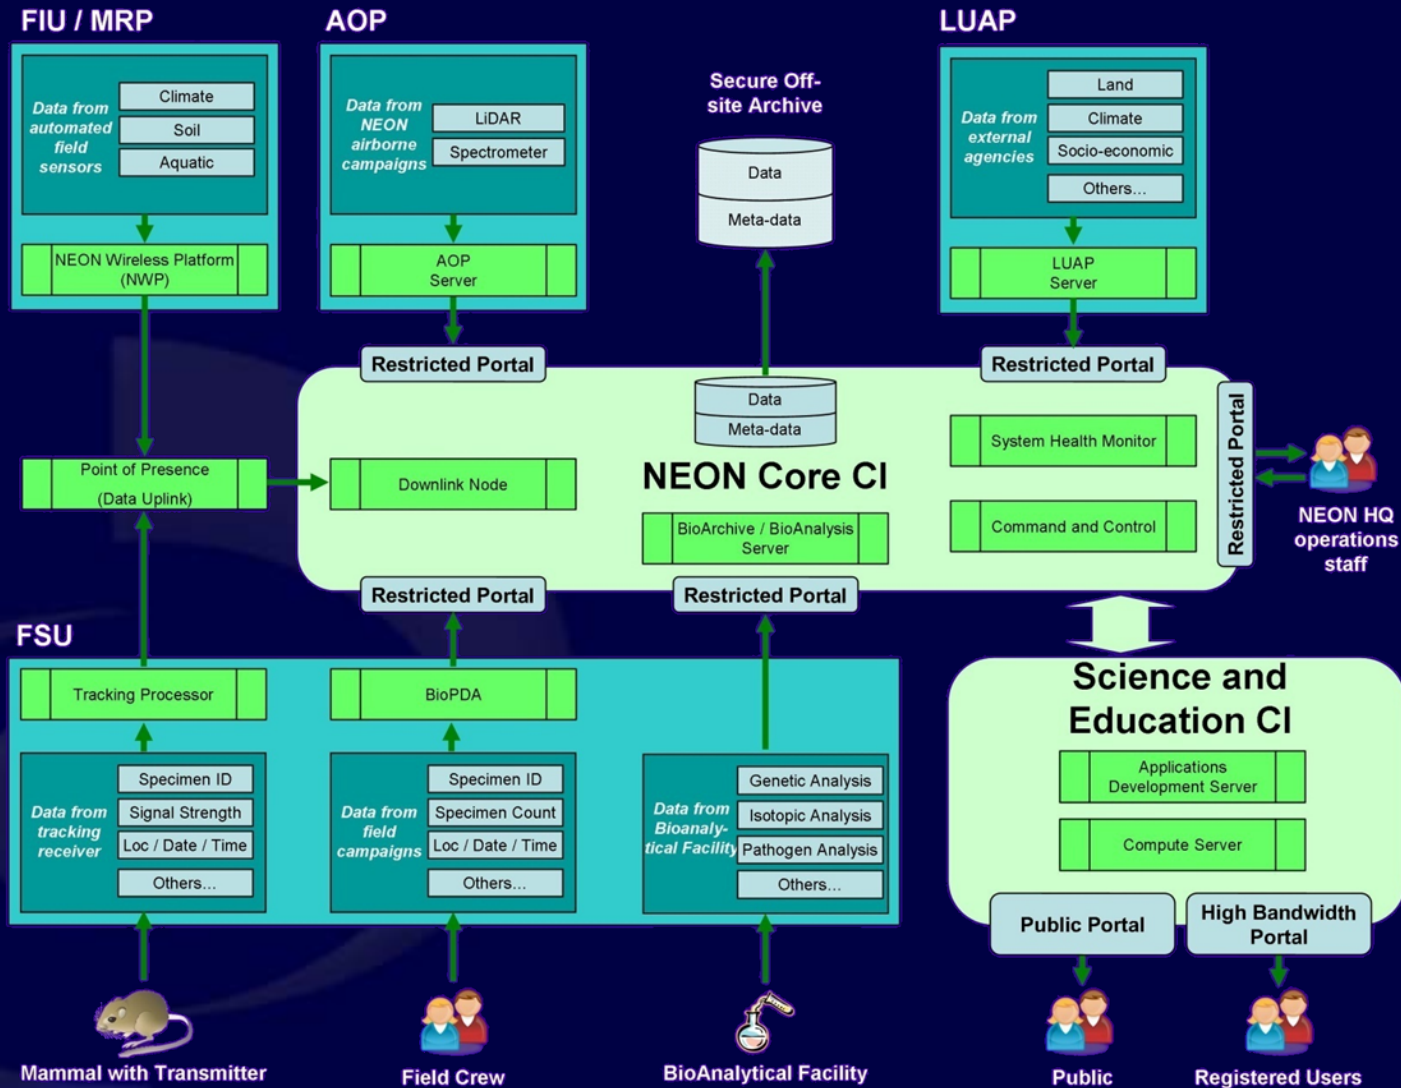 FIU / MRP
Data from
automated
field
sensors
Climate
Soil
Aquatic
NEON Wireless Platform
(NWP)
AOP
Data from
NEON
airborne
campaigns
LiDAR
Spectrometer
AOP
Server
Restricted Portal
Secure Off-
site Archive
Data
Meta-data
LUAP
Data from
external
agencies
Land
Climate
Socio-economic
Others...
LUAP
Server
Restricted Portal
Point of Presence
(Data Uplink)
Downlink Node
Data
Meta-data
NEON Core CI
BioArchive / BioAnalysis
Server
System Health Monitor
Command and Control
Restricted Portal
NEON HQ
operations
staff
Restricted Portal
Restricted Portal
FSU
Tracking Processor
Data from
tracking
receiver
Specimen ID
Signal Strength
Loc / Date / Time
Others...
BioPDA
Data from
field
campaigns
Specimen ID
Specimen Count
Loc / Date / Time
Others...
Data from
Bioanaly-
tical Facility
Genetic Analysis
Isotopic Analysis
Pathogen Analysis
Others...
Science and
Education CI
Applications
Development Server
Compute Server
Public Portal
High Bandwidth
Portal
Mammal with Transmitter
Field Crew
BioAnalytical Facility
Public
Registered Users